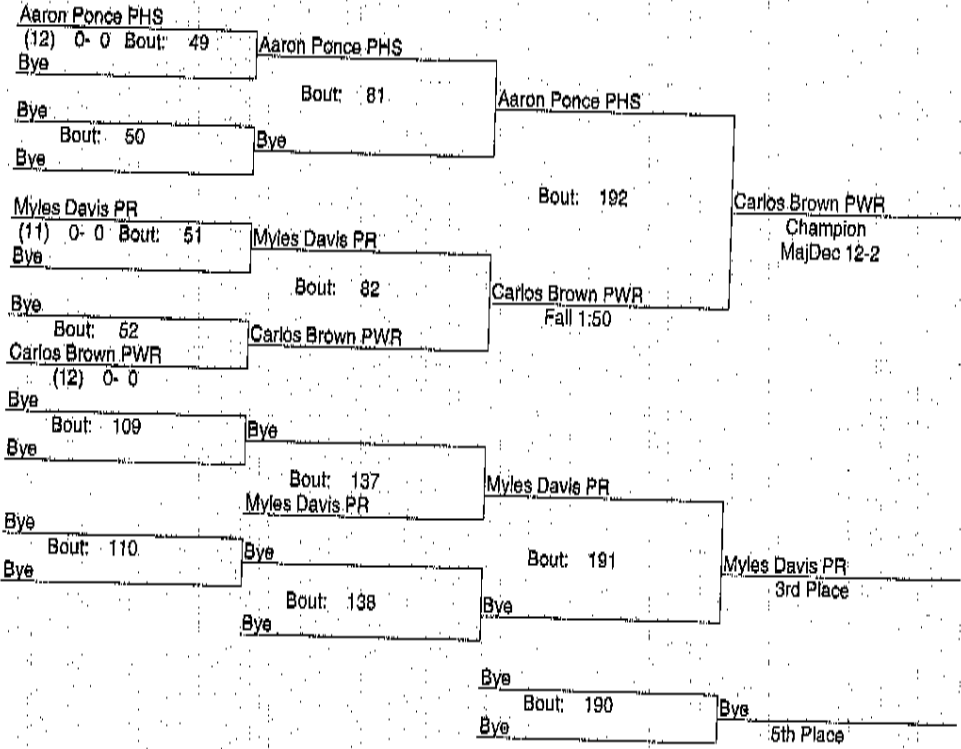 Aaron Ponce PHS
(12) 0- 0 Bout: 49
Bye
Aaron Ponce PHS
Bout: 81
Bye
Bout: 50
Bye
Bye
Aaron Ponce PHS
Bout: 192
Myles Davis PR
(11) 0- 0 Bout: 51
Bye
Myles Davis PR
Bout: 82
Bye
Bout: 52
Carlos Brown PWR
(12) 0- 0
Carlos Brown PWR
Carlos Brown PWR
Fall 1:50
Carlos Brown PWR
Champion
MajDec 12-2
Bye
Bout: 109
Bye
Bye
Bout: 137
Myles Davis PR
Myles Davis PR
Bye
Bout: 110
Bye
Bye
Bout: 138
Bye
Bye
Bout: 191
Myles Davis PR
3rd Place
Bye
Bout: 190
Bye
Bye
5th Place